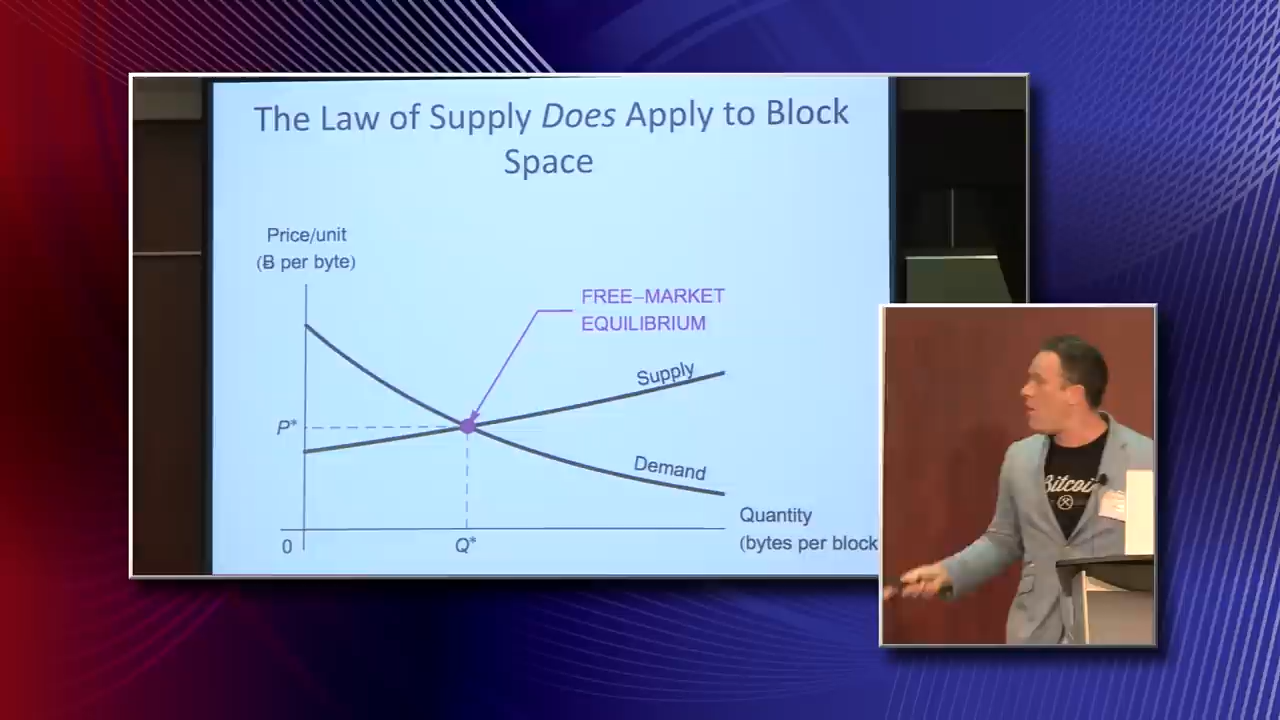 The Law of Supply Does Apply to Block
Space
Price/unit
(Ƀ per byte)
FREE–MARKET
EQUILIBRIUM
Supply
P*
Demand
Quantity
(bytes per block
0
Q*
Bitcoin